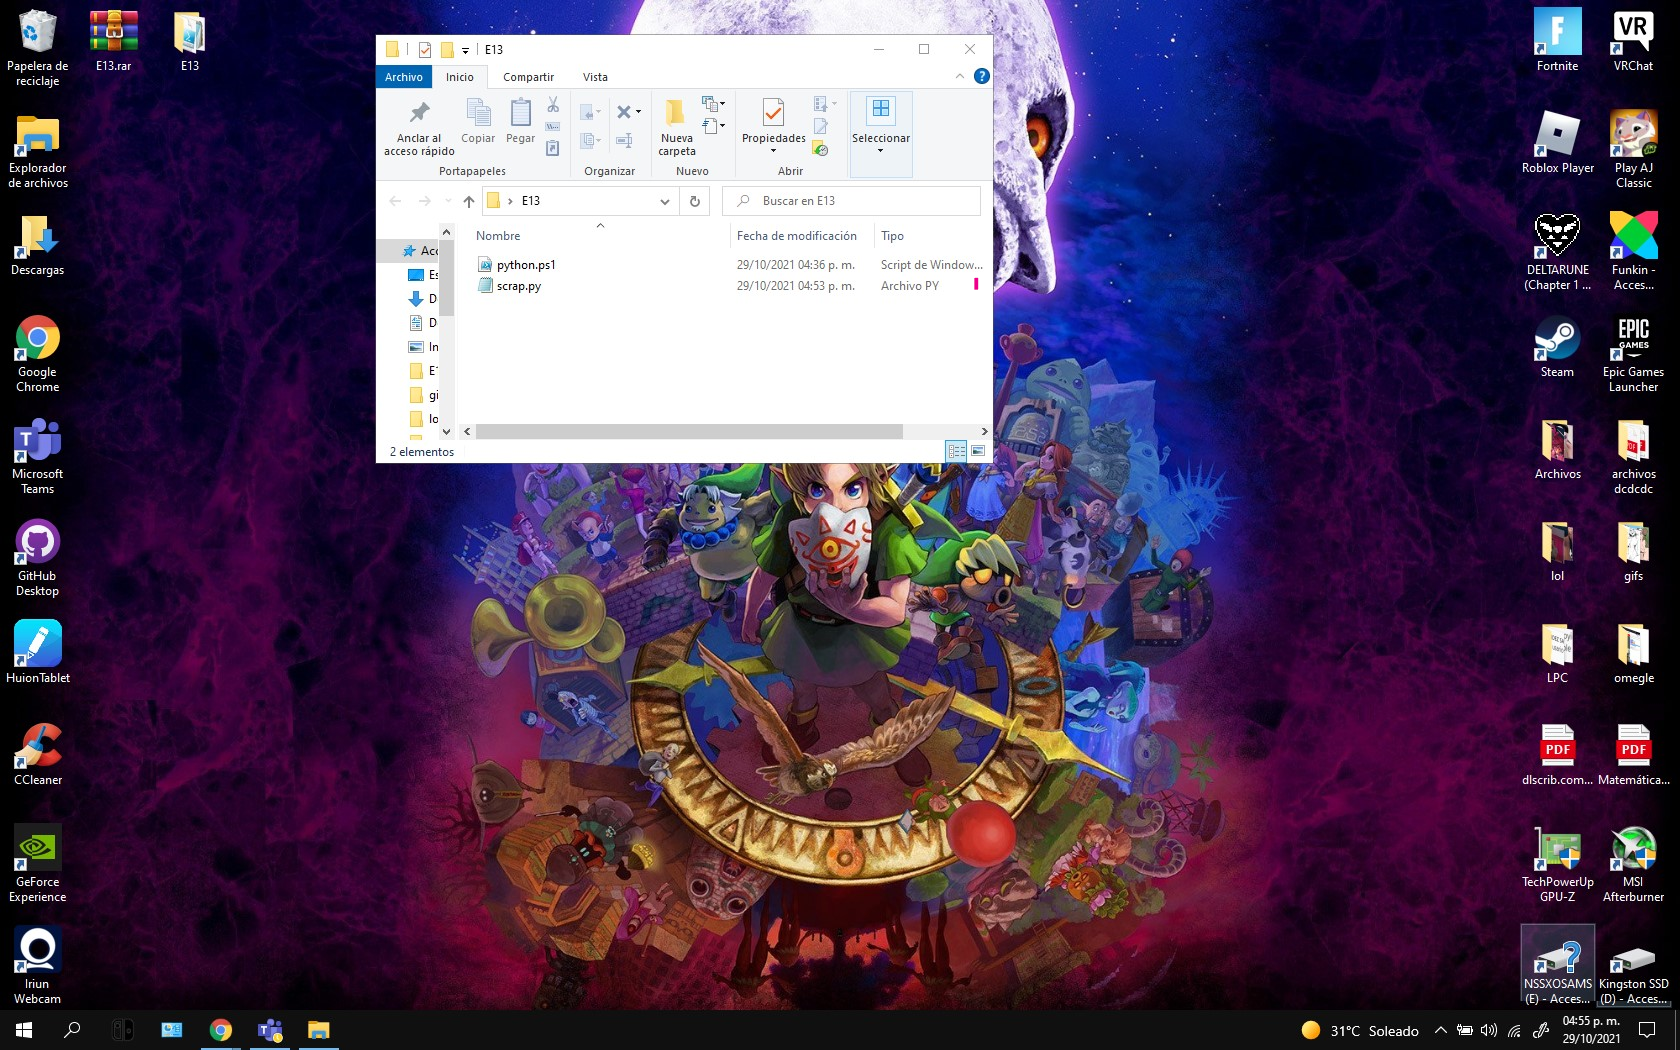 Papelera de
reciclaje
E13.rar
E13
Explorador
de archivos
Descargas
Google
Chrome
Microsoft
Teams
GitHub
Desktop
HuionTablet
CCleaner
GeForce
Experience
Iriun
Webcam
E13
Archivo
Inicio
Compartir
Vista
Anclar al
acceso rápido
Copiar
Pegar
Portapapeles
Organizar
Nueva
carpeta
Nuevo
Propiedades
Abrir
Seleccionar
E13
Buscar en E13
Nombre
Fecha de modificación
Tipo
python.ps1
29/10/2021 04:36 p. m.
Script de Window...
scrap.py
29/10/2021 04:53 p. m.
Archivo PY
2 elementos
Fortnite
VR
VRChat
Roblox Player
Play AJ
Classic
DELTARUNE
(Chapter 1 ...
Funkin -
Acces...
Steam
EPIC
GAMES
Epic Games
Launcher
Archivos
archivos
dcdcdc
lol
gifs
LPC
omegle
PDF
dlscrib.com...
PDF
Matemática...
TechPowerUp
GPU-Z
MSI
Afterburner
NSSXOSAMS
(E) - Acces...
Kingston SSD
(D) - Acces...
31°C Soleado
04:55 p. m.
29/10/2021